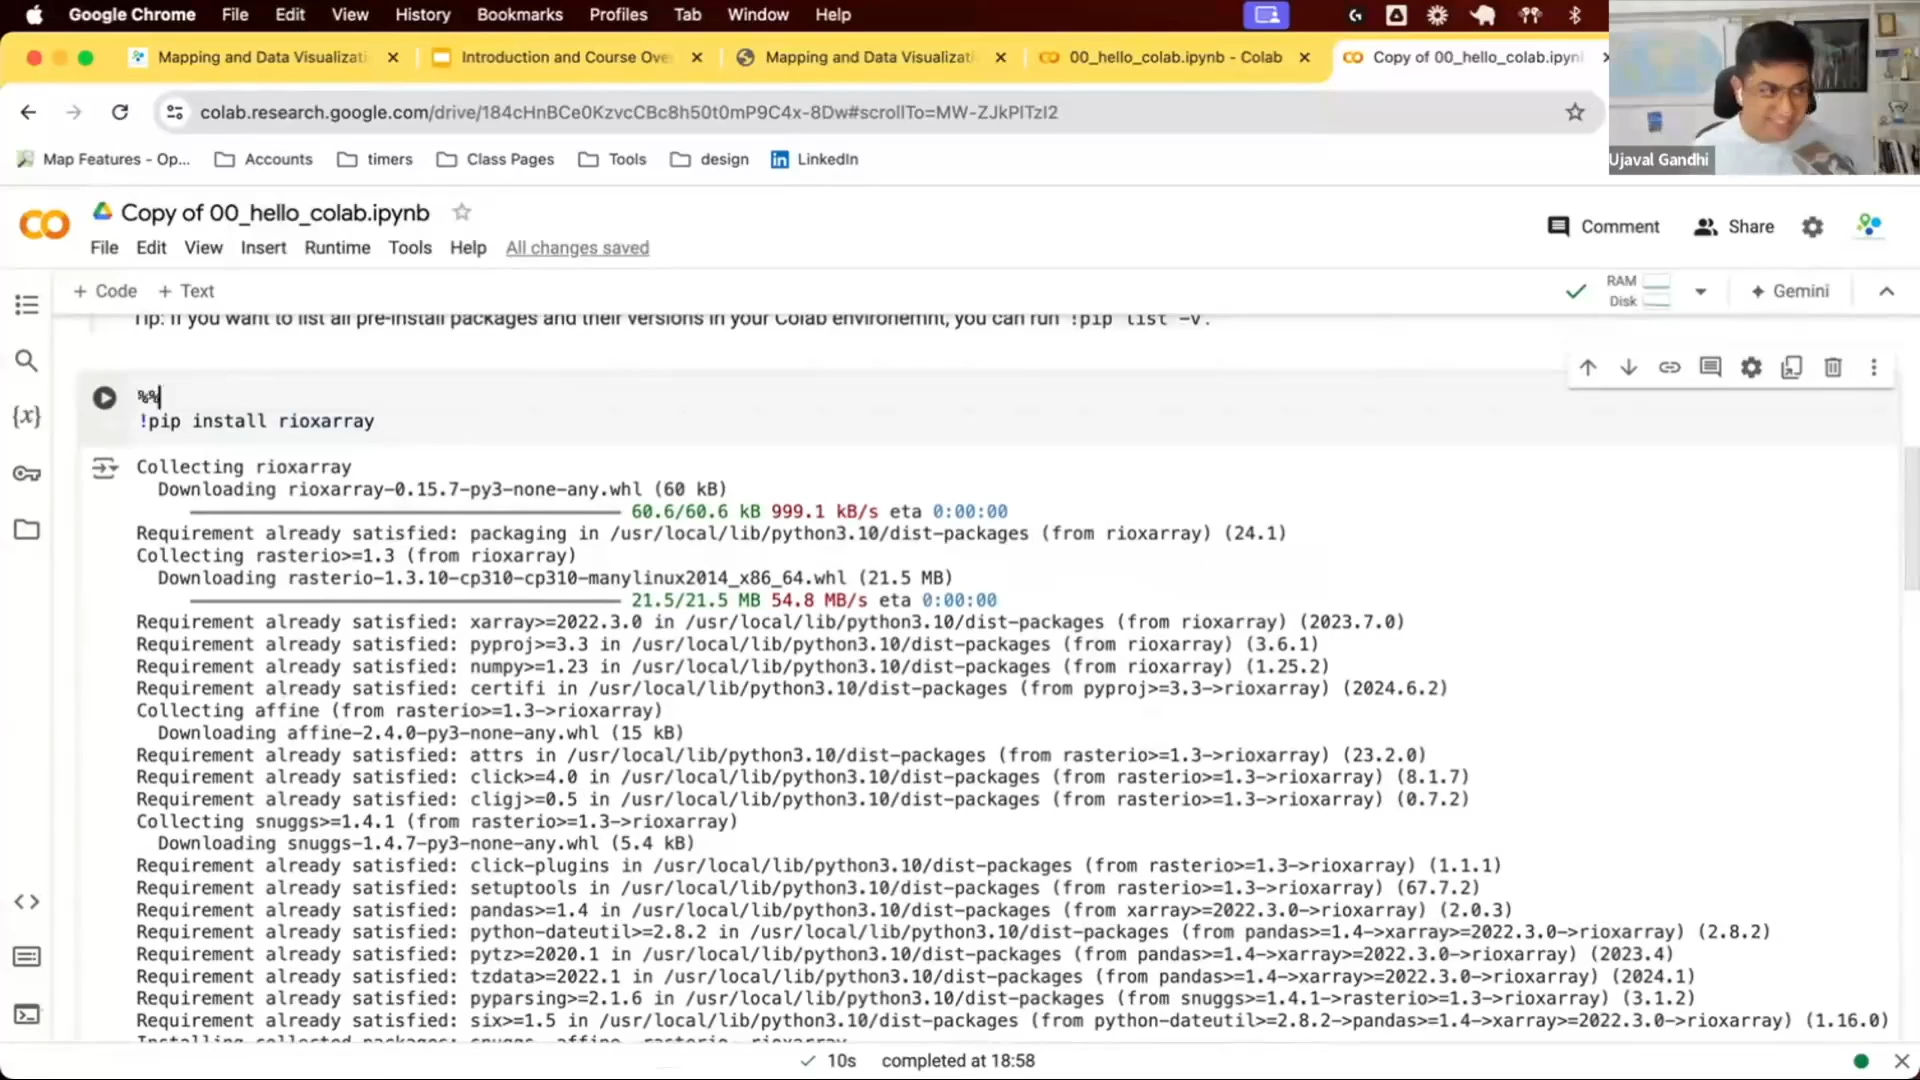 Google Chrome File Edit View History Bookmarks Profiles Tab Window Help
Mapping and Data Visualizati
Introduction and Course Ove
Mapping and Data Visualizati
00_hello_colab.ipynb - Colab
Copy of 00_hello_colab.ipynb
colab.research.google.com/drive/184cHnBCe0KzvcCBc8h50t0mP9C4x-8Dw#scrollTo=MW-ZJkPlTzI2
Ujaval Gandhi
Map Features - Op... Accounts timers Class Pages Tools design LinkedIn
Copy of 00_hello_colab.ipynb
Comment Share
File Edit View Insert Runtime Tools Help All changes saved
+ Code + Text
RAM
Disk
Gemini
Tip: If you want to list all pre-install packages and their versions in your Colab environemnt, you can run !pip list -v.
%%
!pip install rioxarray
Collecting rioxarray
Downloading rioxarray-0.15.7-py3-none-any.whl (60 kB)
60.6/60.6 kB 999.1 kB/s eta 0:00:00
Requirement already satisfied: packaging in /usr/local/lib/python3.10/dist-packages (from rioxarray) (24.1)
Collecting rasterio>=1.3 (from rioxarray)
Downloading rasterio-1.3.10-cp310-cp310-manylinux2014_x86_64.whl (21.5 MB)
21.5/21.5 MB 54.8 MB/s eta 0:00:00
Requirement already satisfied: xarray>=2022.3.0 in /usr/local/lib/python3.10/dist-packages (from rioxarray) (2023.7.0)
Requirement already satisfied: pyproj>=3.3 in /usr/local/lib/python3.10/dist-packages (from rioxarray) (3.6.1)
Requirement already satisfied: numpy>=1.23 in /usr/local/lib/python3.10/dist-packages (from rioxarray) (1.25.2)
Requirement already satisfied: certifi in /usr/local/lib/python3.10/dist-packages (from pyproj>=3.3->rioxarray) (2024.6.2)
Collecting affine (from rasterio>=1.3->rioxarray)
Downloading affine-2.4.0-py3-none-any.whl (15 kB)
Requirement already satisfied: attrs in /usr/local/lib/python3.10/dist-packages (from rasterio>=1.3->rioxarray) (23.2.0)
Requirement already satisfied: click>=4.0 in /usr/local/lib/python3.10/dist-packages (from rasterio>=1.3->rioxarray) (8.1.7)
Requirement already satisfied: cligj>=0.5 in /usr/local/lib/python3.10/dist-packages (from rasterio>=1.3->rioxarray) (0.7.2)
Collecting snuggs>=1.4.1 (from rasterio>=1.3->rioxarray)
Downloading snuggs-1.4.7-py3-none-any.whl (5.4 kB)
Requirement already satisfied: click-plugins in /usr/local/lib/python3.10/dist-packages (from rasterio>=1.3->rioxarray) (1.1.1)
Requirement already satisfied: setuptools in /usr/local/lib/python3.10/dist-packages (from rasterio>=1.3->rioxarray) (67.7.2)
Requirement already satisfied: pandas>=1.4 in /usr/local/lib/python3.10/dist-packages (from xarray>=2022.3.0->rioxarray) (2.0.3)
Requirement already satisfied: python-dateutil>=2.8.2 in /usr/local/lib/python3.10/dist-packages (from pandas>=1.4->xarray>=2022.3.0->rioxarray) (2.8.2)
Requirement already satisfied: pytz>=2020.1 in /usr/local/lib/python3.10/dist-packages (from pandas>=1.4->xarray>=2022.3.0->rioxarray) (2023.4)
Requirement already satisfied: tzdata>=2022.1 in /usr/local/lib/python3.10/dist-packages (from pandas>=1.4->xarray>=2022.3.0->rioxarray) (2024.1)
Requirement already satisfied: pyparsing>=2.1.6 in /usr/local/lib/python3.10/dist-packages (from snuggs>=1.4.1->rasterio>=1.3->rioxarray) (3.1.2)
Requirement already satisfied: six>=1.5 in /usr/local/lib/python3.10/dist-packages (from python-dateutil>=2.8.2->pandas>=1.4->xarray>=2022.3.0->rioxarray) (1.16.0)
Installing collected packages: snuggs, affine, rasterio, rioxarray
10s completed at 18:58